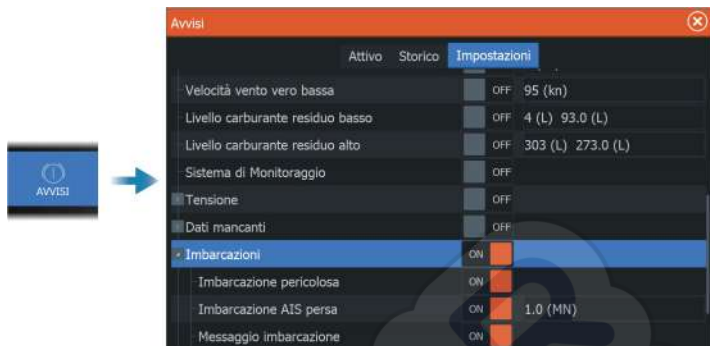 Avvisi
Attivo Storico Impostazioni
Velocità vento vero bassa OFF 95 (kn)
Livello carburante residuo basso OFF 4 (L) 93.0 (L)
Livello carburante residuo alto OFF 303 (L) 273.0 (L)
Sistema di Monitoraggio OFF
Tensione OFF
Dati mancanti OFF
Imbarcazioni ON
Imbarcazione pericolosa ON
Imbarcazione AIS persa ON 1.0 (MN)
Messaggio imbarcazione ON
AVVISI